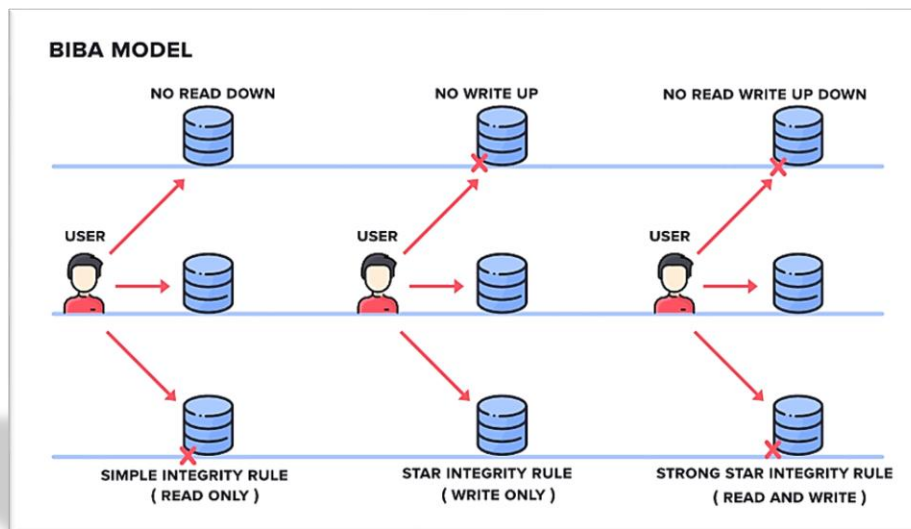 BIBA MODEL
NO READ DOWN
NO WRITE UP
NO READ WRITE UP DOWN
USER
USER
USER
SIMPLE INTEGRITY RULE
( READ ONLY )
STAR INTEGRITY RULE
( WRITE ONLY )
STRONG STAR INTEGRITY RULE
( READ AND WRITE )